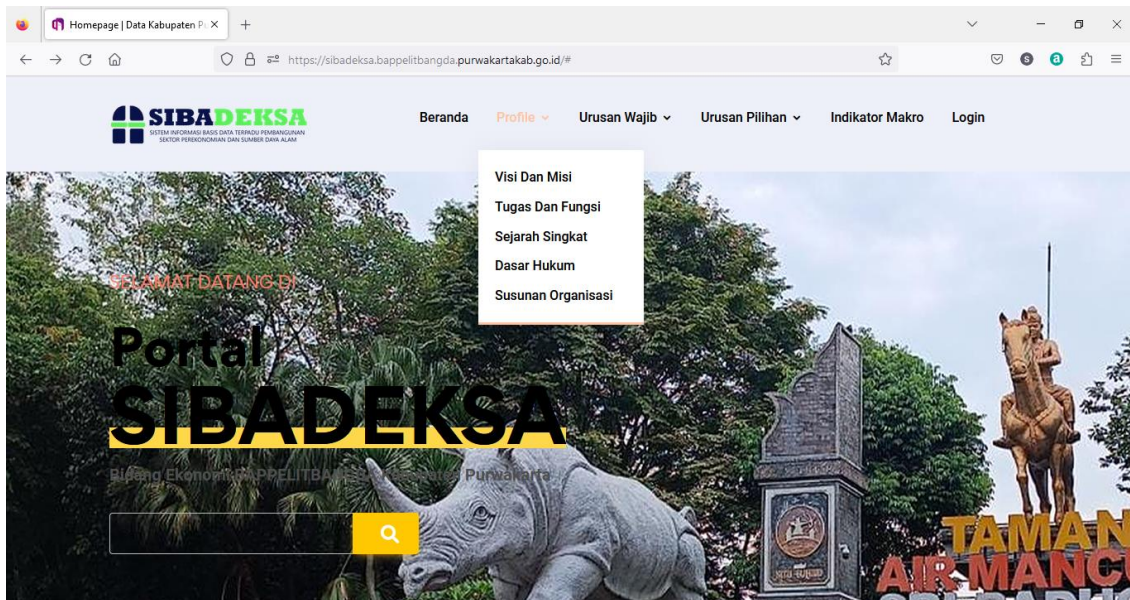 Homepage | Data Kabupaten P
https://sibadeksa.bappelitbangda.purwakartakab.go.id/#
SIBADEKSA
SISTEM INFORMASI BASIS DATA TERPADU PEMBANGUNAN
SEKTOR PEREKONOMIAN DAN SUMBER DAYA ALAM
Beranda Profile Urusan Wajib Urusan Pilihan Indikator Makro Login
Visi Dan Misi
Tugas Dan Fungsi
Sejarah Singkat
Dasar Hukum
Susunan Organisasi
SELAMAT DATANG DI
Portal
SIBADEKSA
Bidang Ekonomi Purwakarta
TAMAN
AIR MANCU